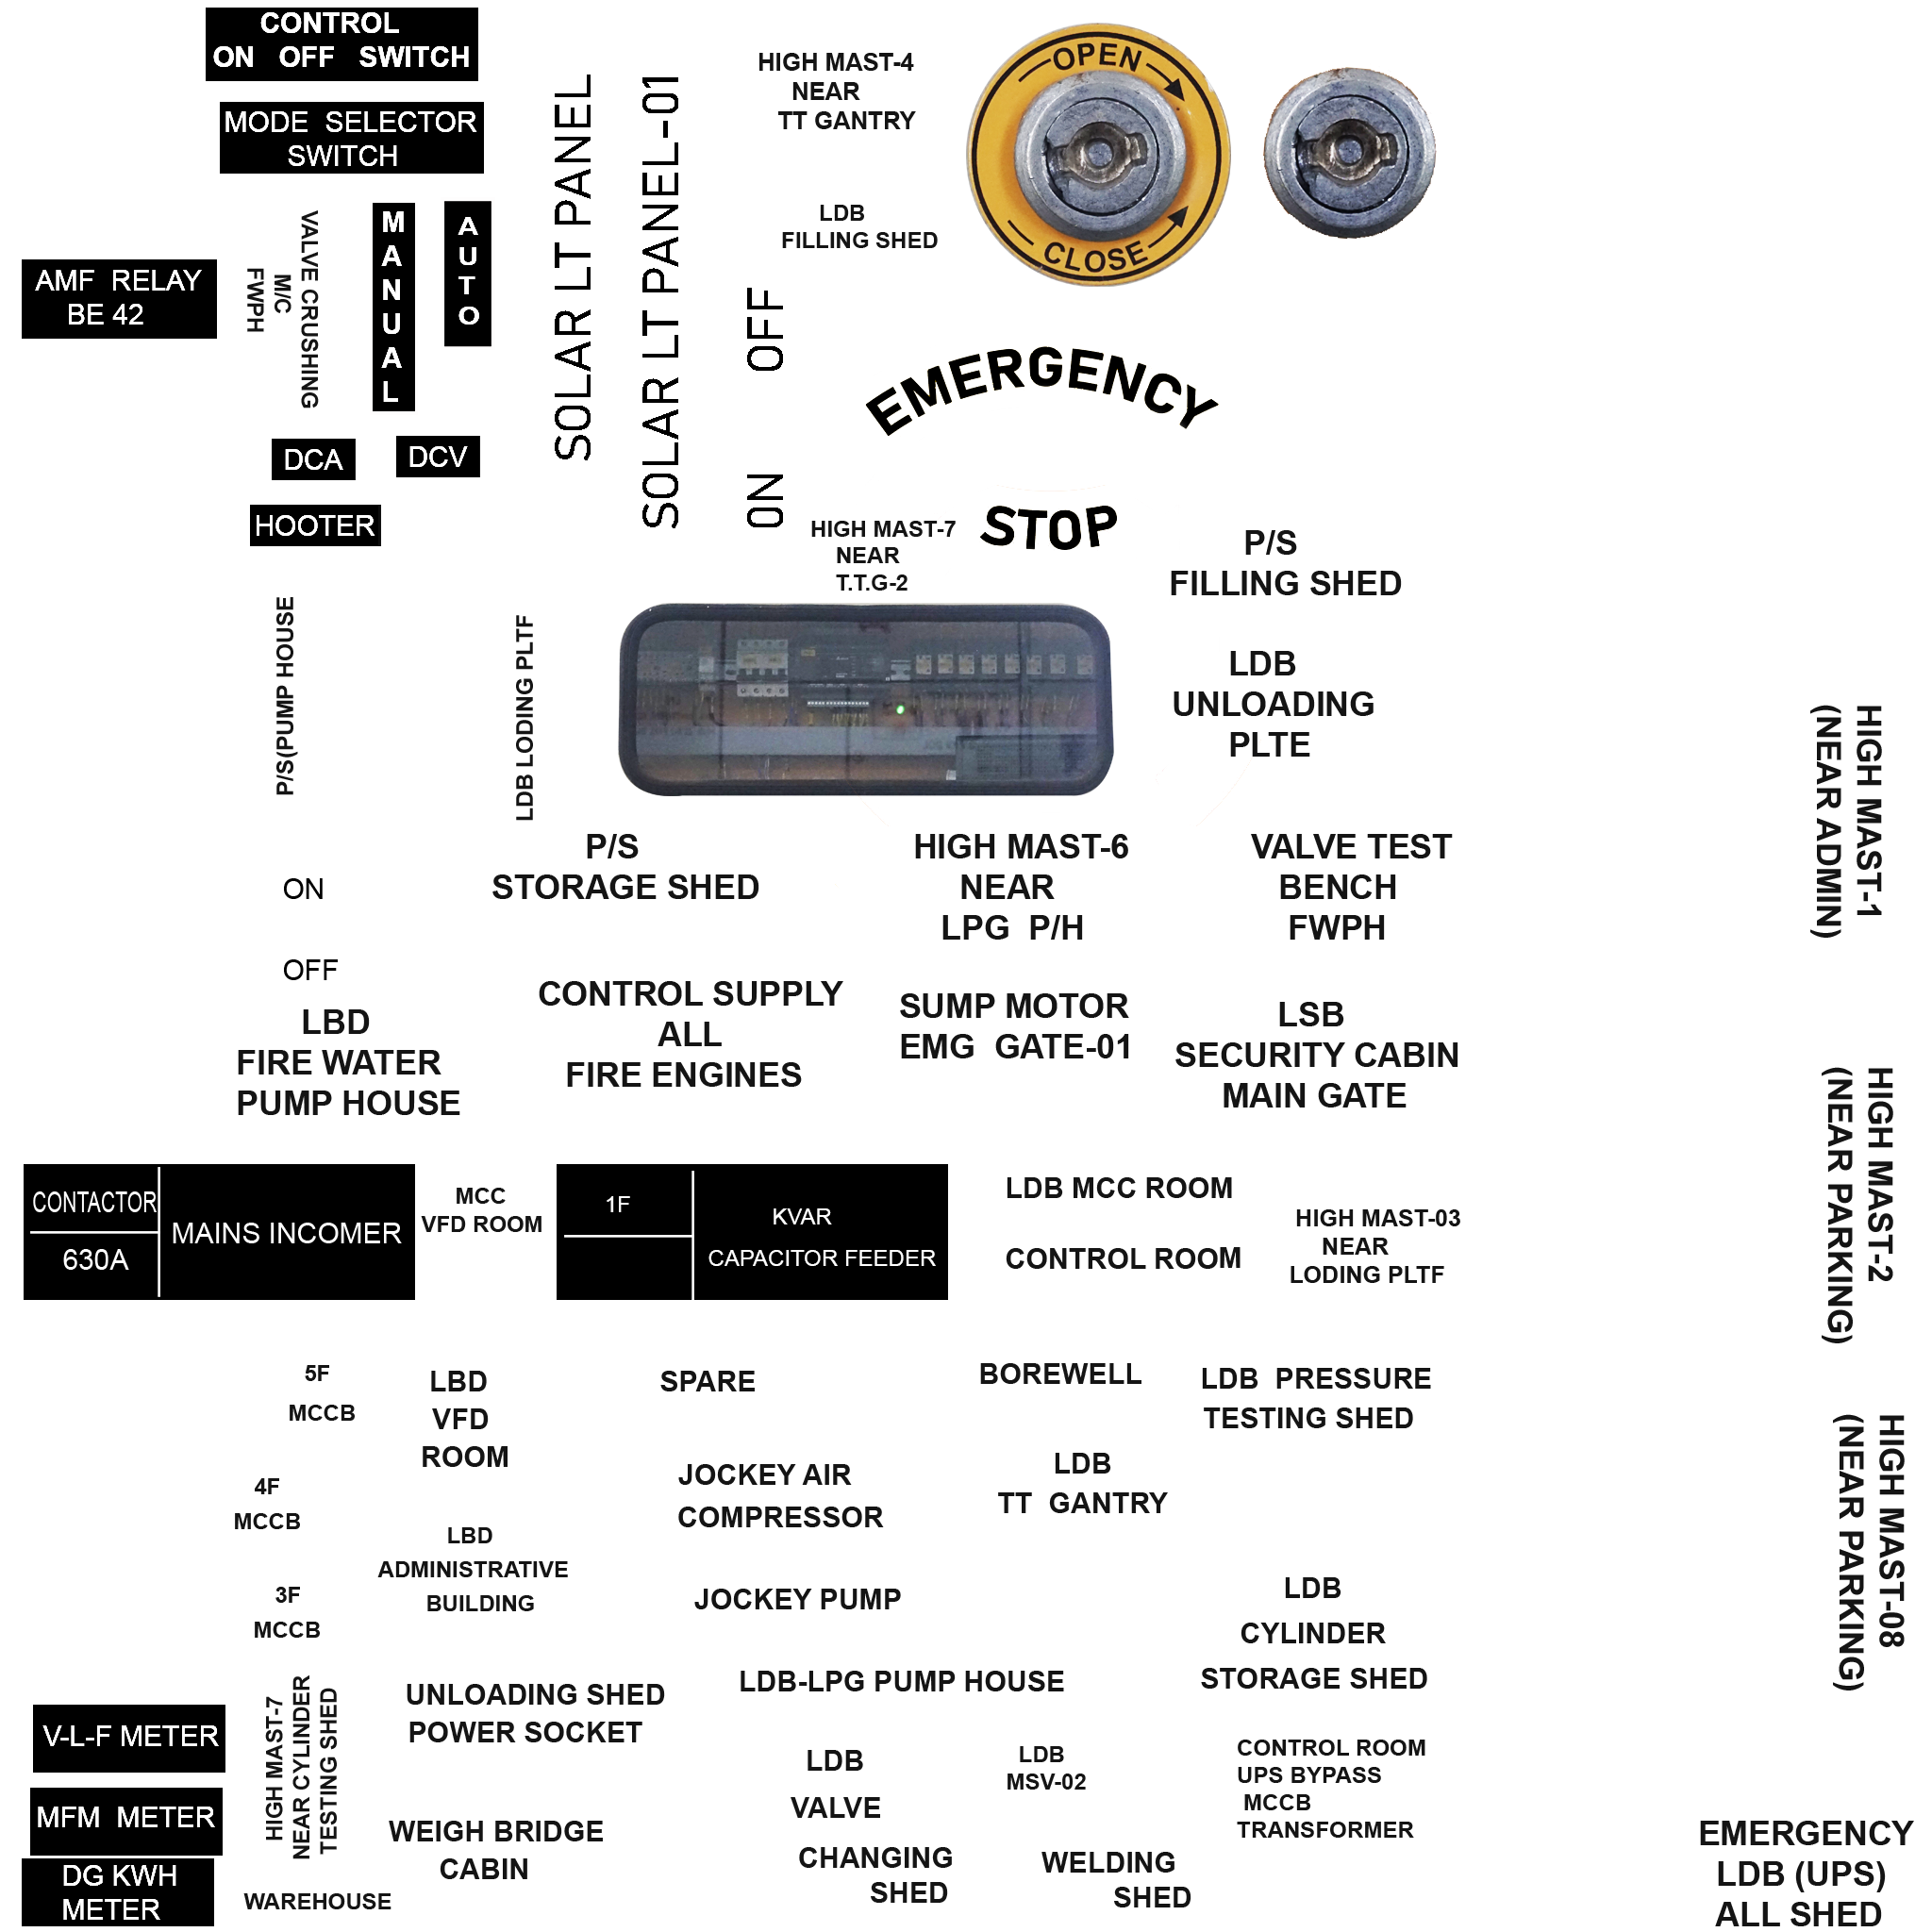 CONTROL
ON OFF SWITCH
MODE SELECTOR
SWITCH
AMF RELAY
BE 42
VALVE CRUSHING
M/C
FWPH
MANUAL
AUTO
DCA
DCV
HOOTER
SOLAR LT PANEL
SOLAR LT PANEL-01
OFF
ON
HIGH MAST-4
NEAR
TT GANTRY
LDB
FILLING SHED
OPEN
CLOSE
EMERGENCY
STOP
HIGH MAST-7
NEAR
T.T.G-2
P/S
FILLING SHED
P/S(PUMP HOUSE
LDB LODING PLTF
LDB
UNLOADING
PLTE
HIGH MAST-1
(NEAR ADMIN)
ON
OFF
P/S
STORAGE SHED
HIGH MAST-6
NEAR
LPG P/H
VALVE TEST
BENCH
FWPH
LBD
FIRE WATER
PUMP HOUSE
CONTROL SUPPLY
ALL
FIRE ENGINES
SUMP MOTOR
EMG GATE-01
LSB
SECURITY CABIN
MAIN GATE
HIGH MAST-2
(NEAR PARKING)
CONTACTOR
630A
MAINS INCOMER
MCC
VFD ROOM
1F
KVAR
CAPACITOR FEEDER
LDB MCC ROOM
CONTROL ROOM
HIGH MAST-03
NEAR
LODING PLTF
5F
MCCB
LBD
VFD
ROOM
SPARE
BOREWELL
LDB PRESSURE
TESTING SHED
HIGH MAST-08
(NEAR PARKING)
4F
MCCB
JOCKEY AIR
COMPRESSOR
LDB
TT GANTRY
LBD
ADMINISTRATIVE
BUILDING
3F
MCCB
JOCKEY PUMP
LDB
CYLINDER
STORAGE SHED
V-L-F METER
MFM METER
DG KWH
METER
HIGH MAST-7
NEAR CYLINDER
TESTING SHED
UNLOADING SHED
POWER SOCKET
LDB-LPG PUMP HOUSE
LDB
VALVE
CHANGING
SHED
LDB
MSV-02
CONTROL ROOM
UPS BYPASS
MCCB
TRANSFORMER
WEIGH BRIDGE
CABIN
WELDING
SHED
WAREHOUSE
EMERGENCY
LDB (UPS)
ALL SHED